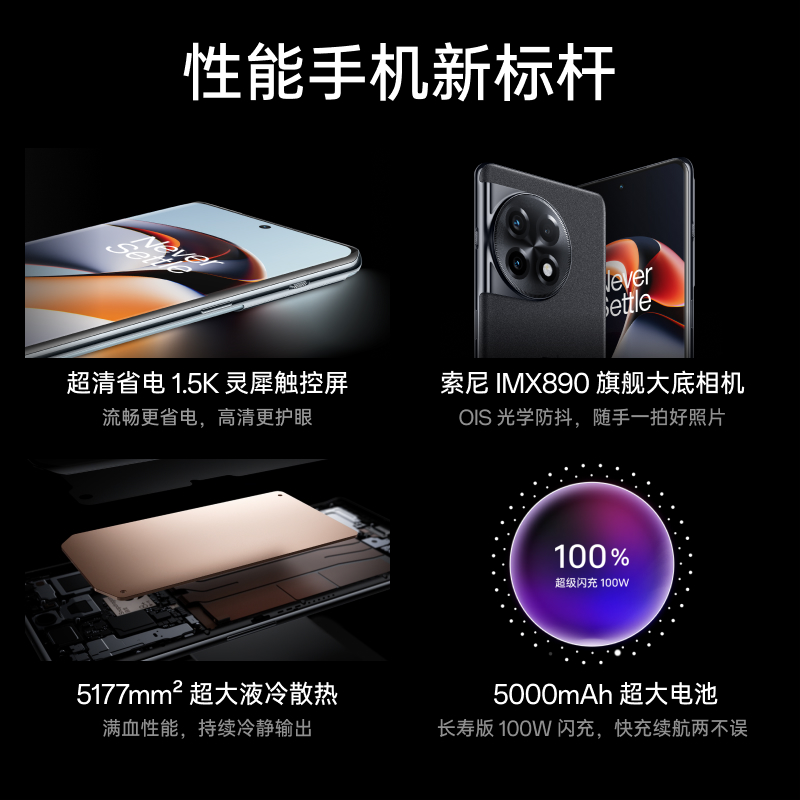 性能手机新标杆
Never
Settle
Never
Settle
超清省电 1.5K 灵犀触控屏
流畅更省电，高清更护眼
索尼 IMX890 旗舰大底相机
OIS 光学防抖，随手一拍好照片
100%
超级闪充 100W
5177mm² 超大液冷散热
满血性能，持续冷静输出
5000mAh 超大电池
长寿版 100W 闪充，快充续航两不误